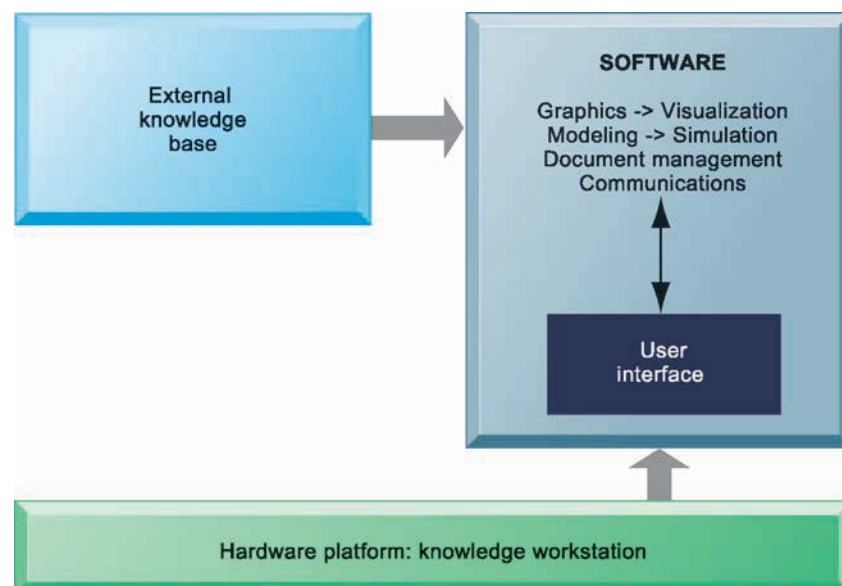 External
knowledge
base
SOFTWARE
Graphics -> Visualization
Modeling -> Simulation
Document management
Communications
User
interface
Hardware platform: knowledge workstation